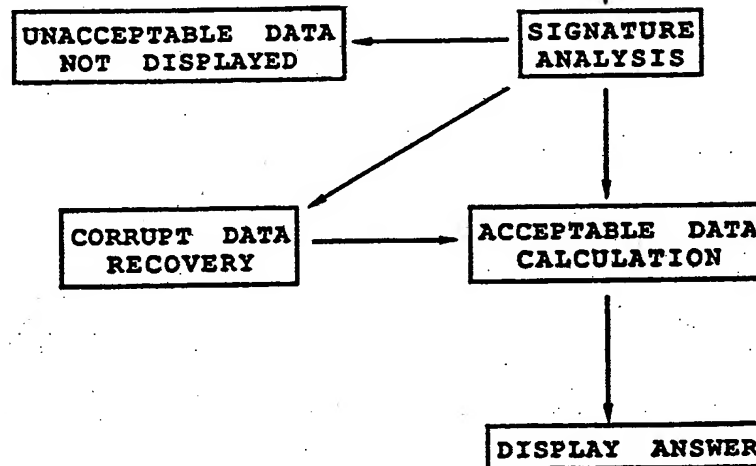 UNACCEPTABLE DATA
NOT DISPLAYED
SIGNATURE
ANALYSIS
CORRUPT DATA
RECOVERY
ACCEPTABLE DATA
CALCULATION
DISPLAY ANSWER